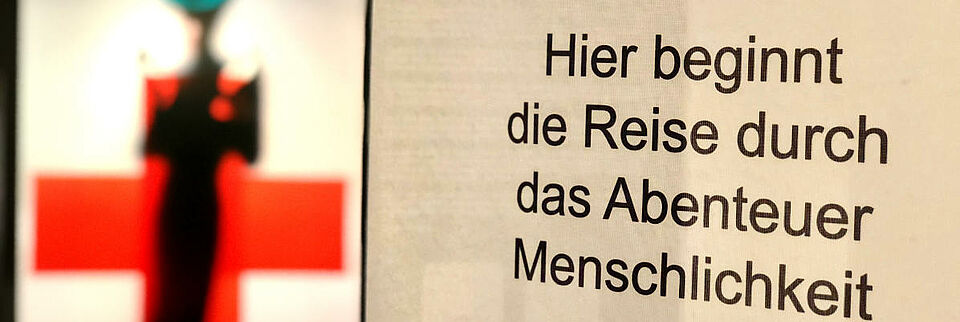 Hier beginnt
die Reise durch
das Abenteuer
Menschlichkeit